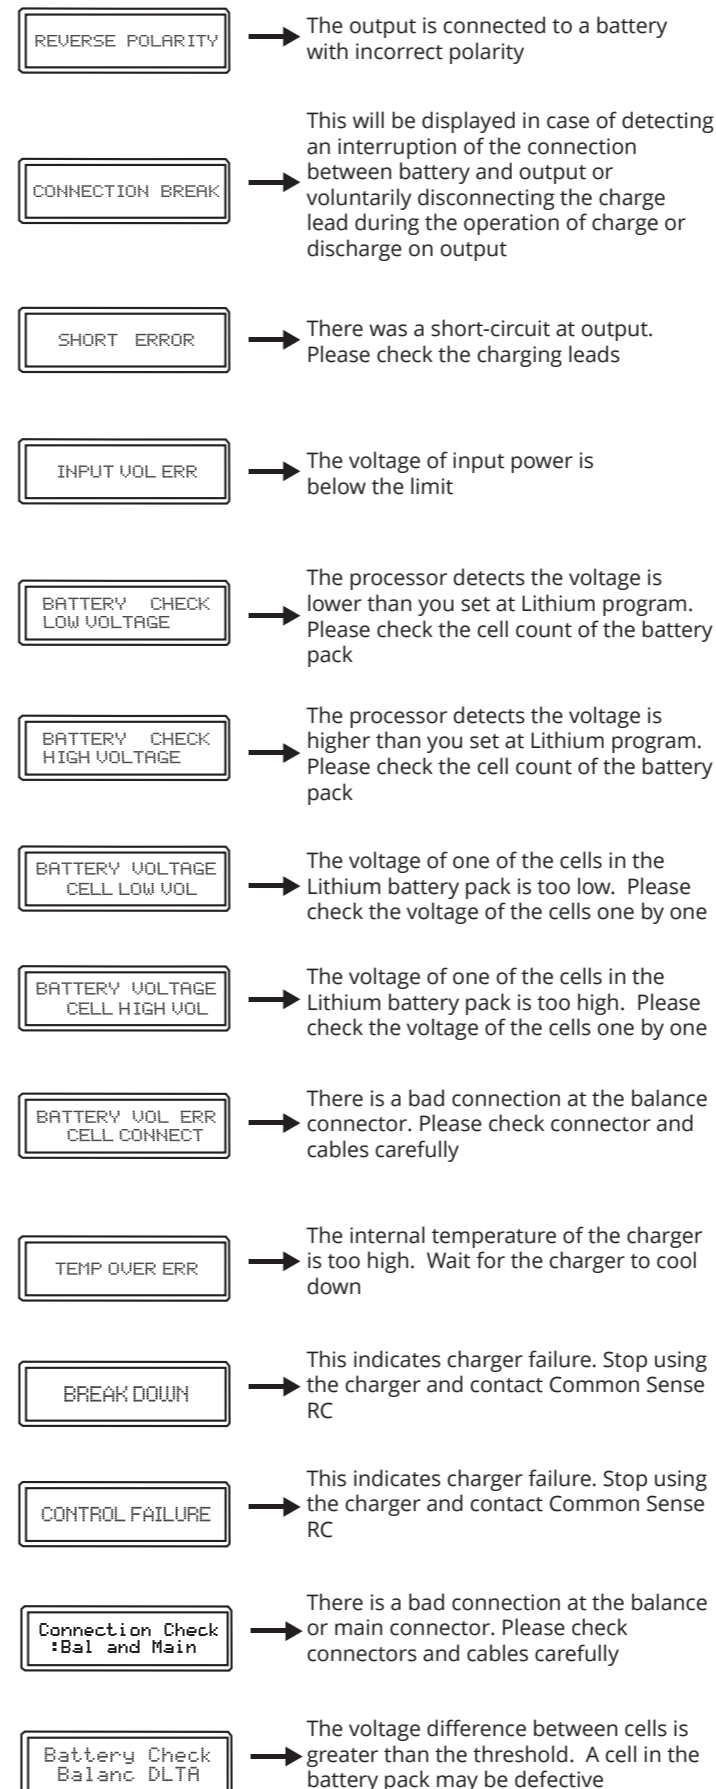 REVERSE POLARITY
The output is connected to a battery
with incorrect polarity
CONNECTION BREAK
This will be displayed in case of detecting
an interruption of the connection
between battery and output or
voluntarily disconnecting the charge
lead during the operation of charge or
discharge on output
SHORT ERROR
There was a short-circuit at output.
Please check the charging leads
INPUT VOL ERR
The voltage of input power is
below the limit
BATTERY CHECK
LOW VOLTAGE
The processor detects the voltage is
lower than you set at Lithium program.
Please check the cell count of the battery
pack
BATTERY CHECK
HIGH VOLTAGE
The processor detects the voltage is
higher than you set at Lithium program.
Please check the cell count of the battery
pack
BATTERY VOLTAGE
CELL LOW VOL
The voltage of one of the cells in the
Lithium battery pack is too low. Please
check the voltage of the cells one by one
BATTERY VOLTAGE
CELL HIGH VOL
The voltage of one of the cells in the
Lithium battery pack is too high. Please
check the voltage of the cells one by one
BATTERY VOL ERR
CELL CONNECT
There is a bad connection at the balance
connector. Please check connector and
cables carefully
TEMP OVER ERR
The internal temperature of the charger
is too high. Wait for the charger to cool
down
BREAK DOWN
This indicates charger failure. Stop using
the charger and contact Common Sense
RC
CONTROL FAILURE
This indicates charger failure. Stop using
the charger and contact Common Sense
RC
Connection Check
:Bal and Main
There is a bad connection at the balance
or main connector. Please check
connectors and cables carefully
Battery Check
Balanc DLTA
The voltage difference between cells is
greater than the threshold. A cell in the
battery pack may be defective